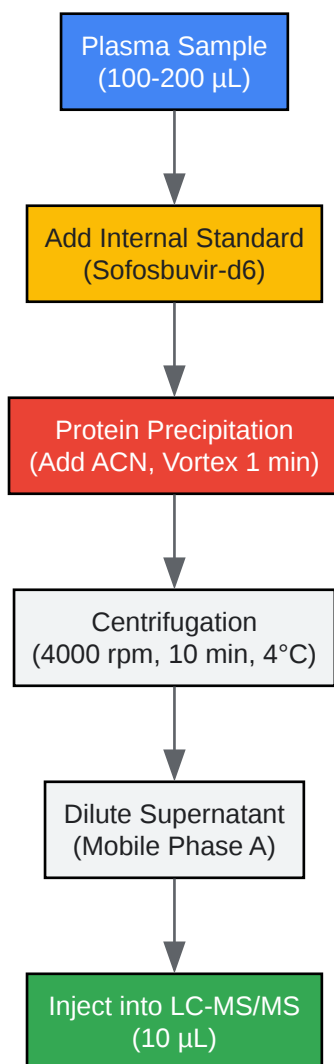 Plasma Sample
(100-200 µL)
Add Internal Standard
(Sofosbuvir-d6)
Protein Precipitation
(Add ACN, Vortex 1 min)
Centrifugation
(4000 rpm, 10 min, 4°C)
Dilute Supernatant
(Mobile Phase A)
Inject into LC-MS/MS
(10 µL)